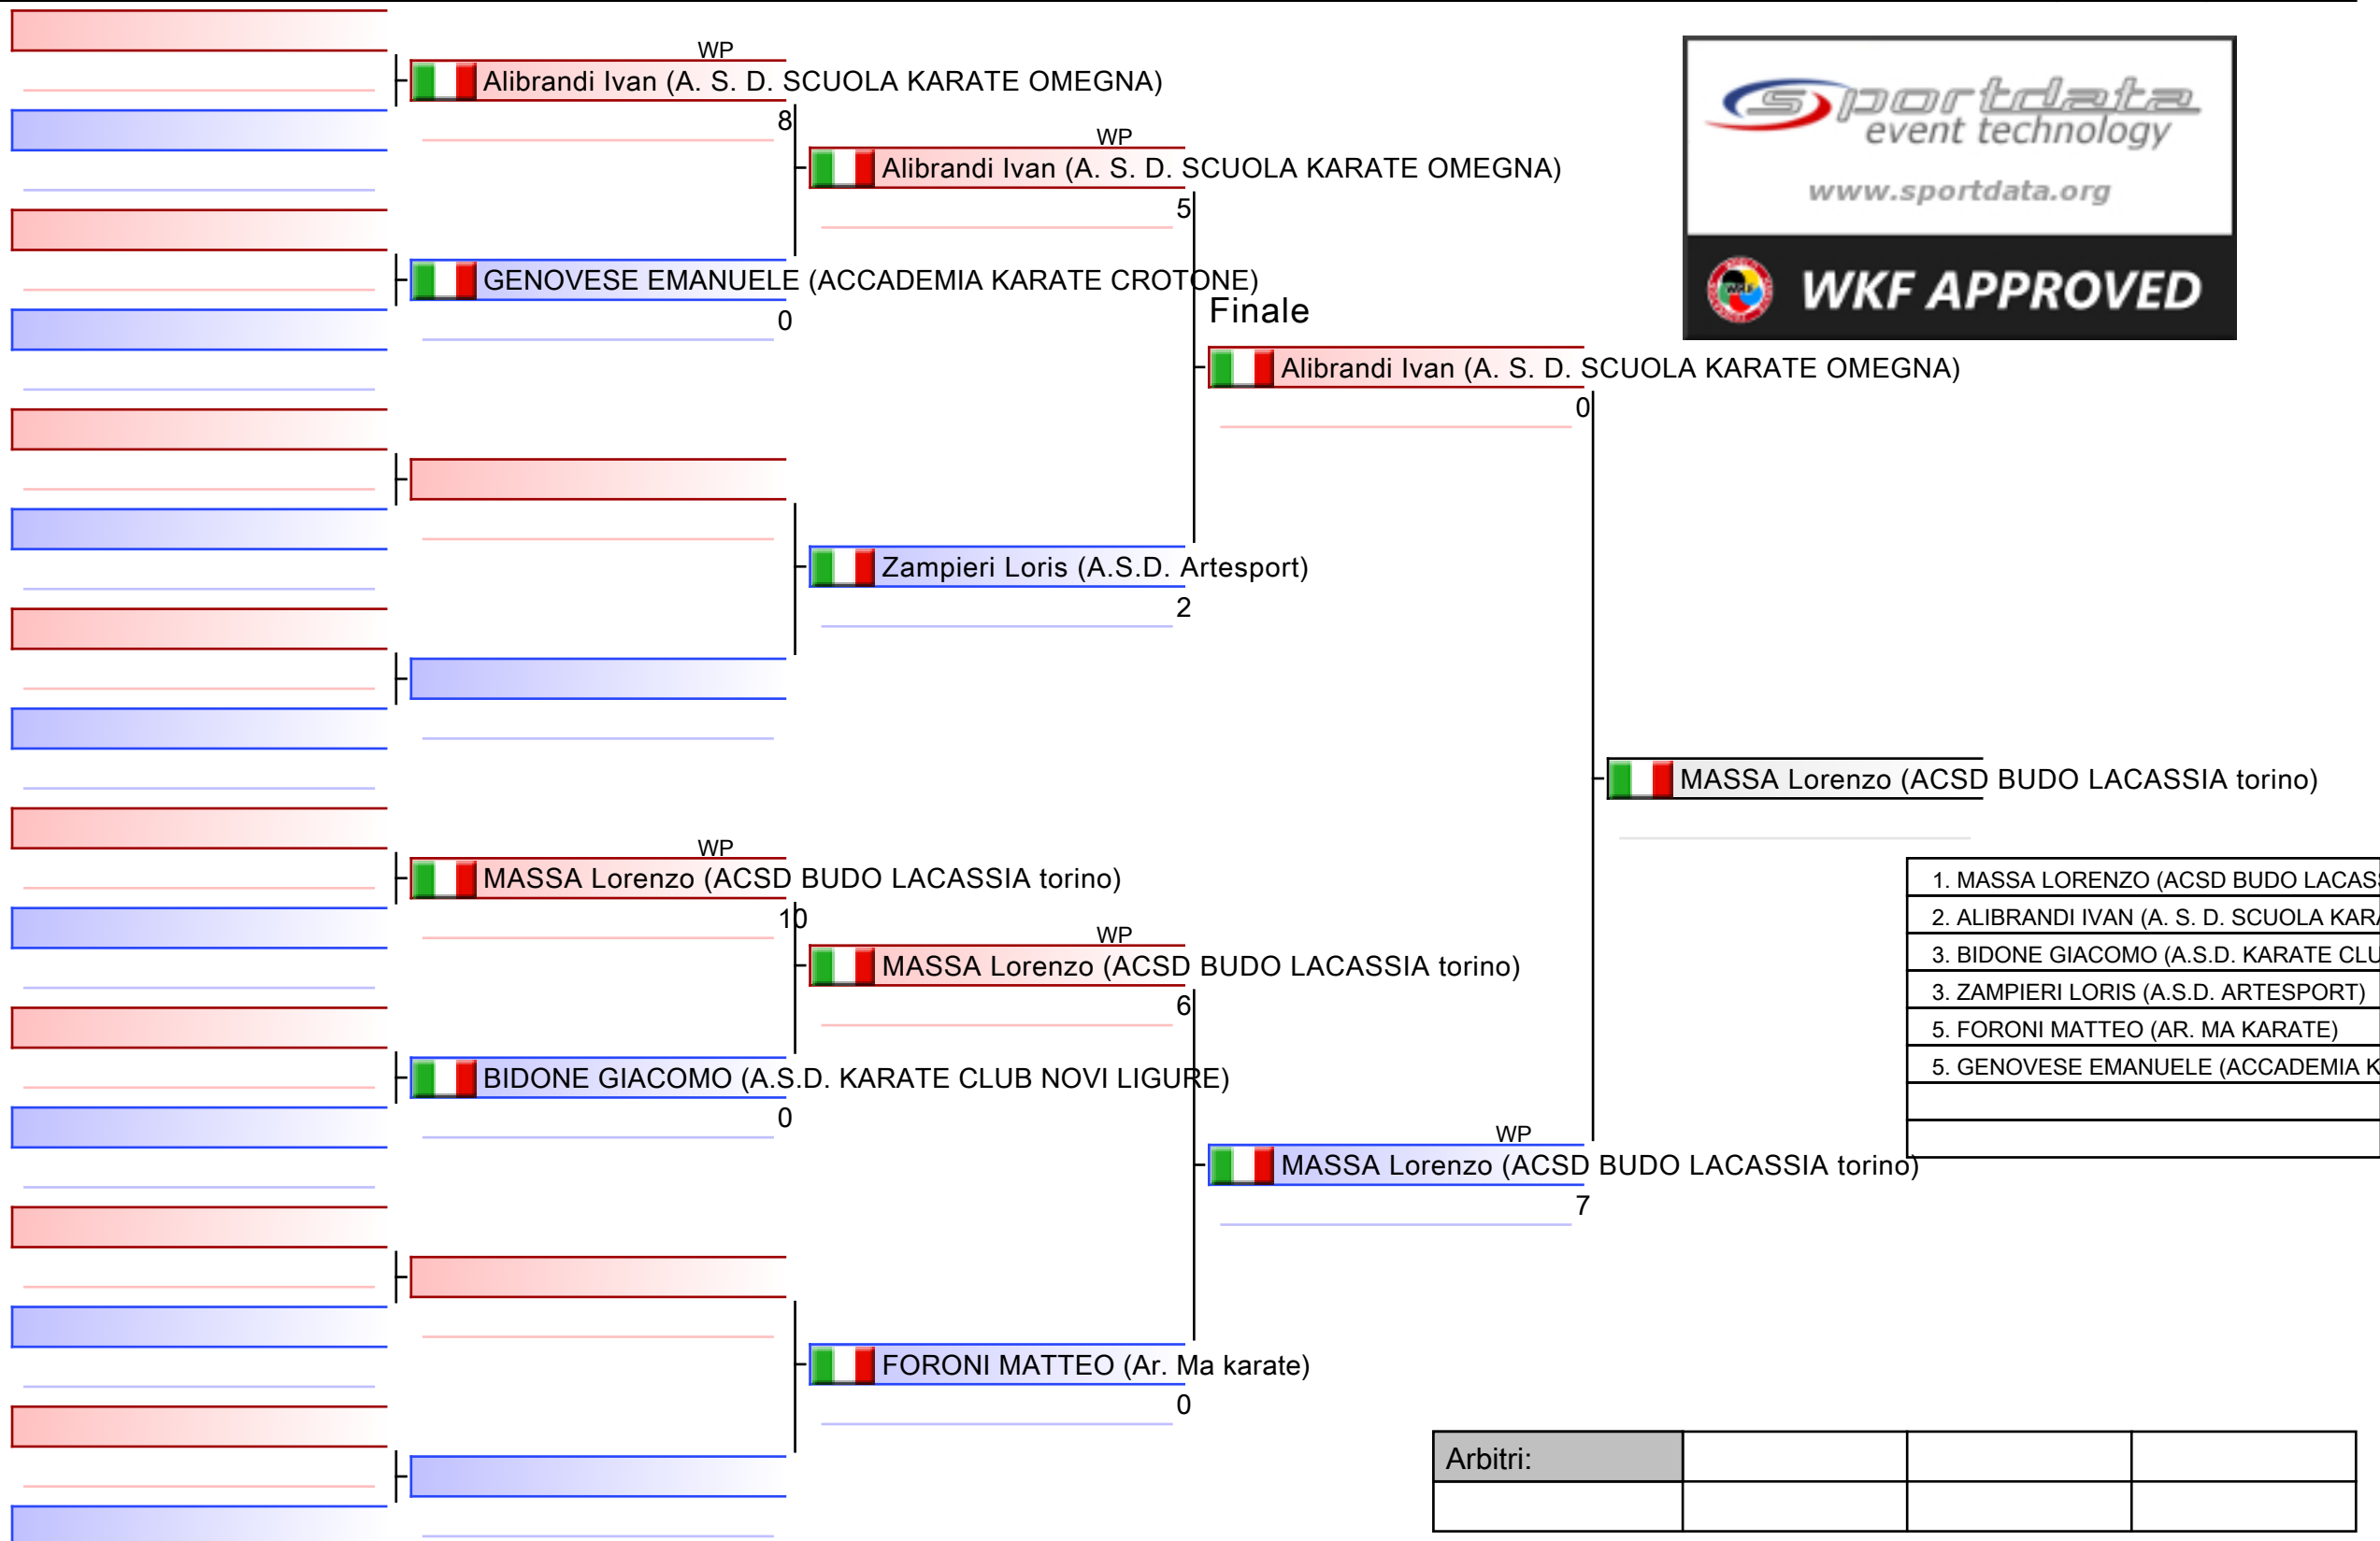 WP
Alibrandi Ivan (A. S. D. SCUOLA KARATE OMEGNA)
8
WP
Alibrandi Ivan (A. S. D. SCUOLA KARATE OMEGNA)
5
GENOVESE EMANUELE (ACCADEMIA KARATE CROTONE)
0
Finale
Alibrandi Ivan (A. S. D. SCUOLA KARATE OMEGNA)
0
Zampieri Loris (A.S.D. Artesport)
2
sportdata
event technology
www.sportdata.org
WKF
WKF APPROVED
MASSA Lorenzo (ACSD BUDO LACASSIA torino)
WP
MASSA Lorenzo (ACSD BUDO LACASSIA torino)
10
WP
MASSA Lorenzo (ACSD BUDO LACASSIA torino)
6
BIDONE GIACOMO (A.S.D. KARATE CLUB NOVI LIGURE)
0
WP
MASSA Lorenzo (ACSD BUDO LACASSIA torino)
7
FORONI MATTEO (Ar. Ma karate)
0
1. MASSA LORENZO (ACSD BUDO LACAS
2. ALIBRANDI IVAN (A. S. D. SCUOLA KAR
3. BIDONE GIACOMO (A.S.D. KARATE CLU
3. ZAMPIERI LORIS (A.S.D. ARTESPORT)
5. FORONI MATTEO (AR. MA KARATE)
5. GENOVESE EMANUELE (ACCADEMIA K
Arbitri: